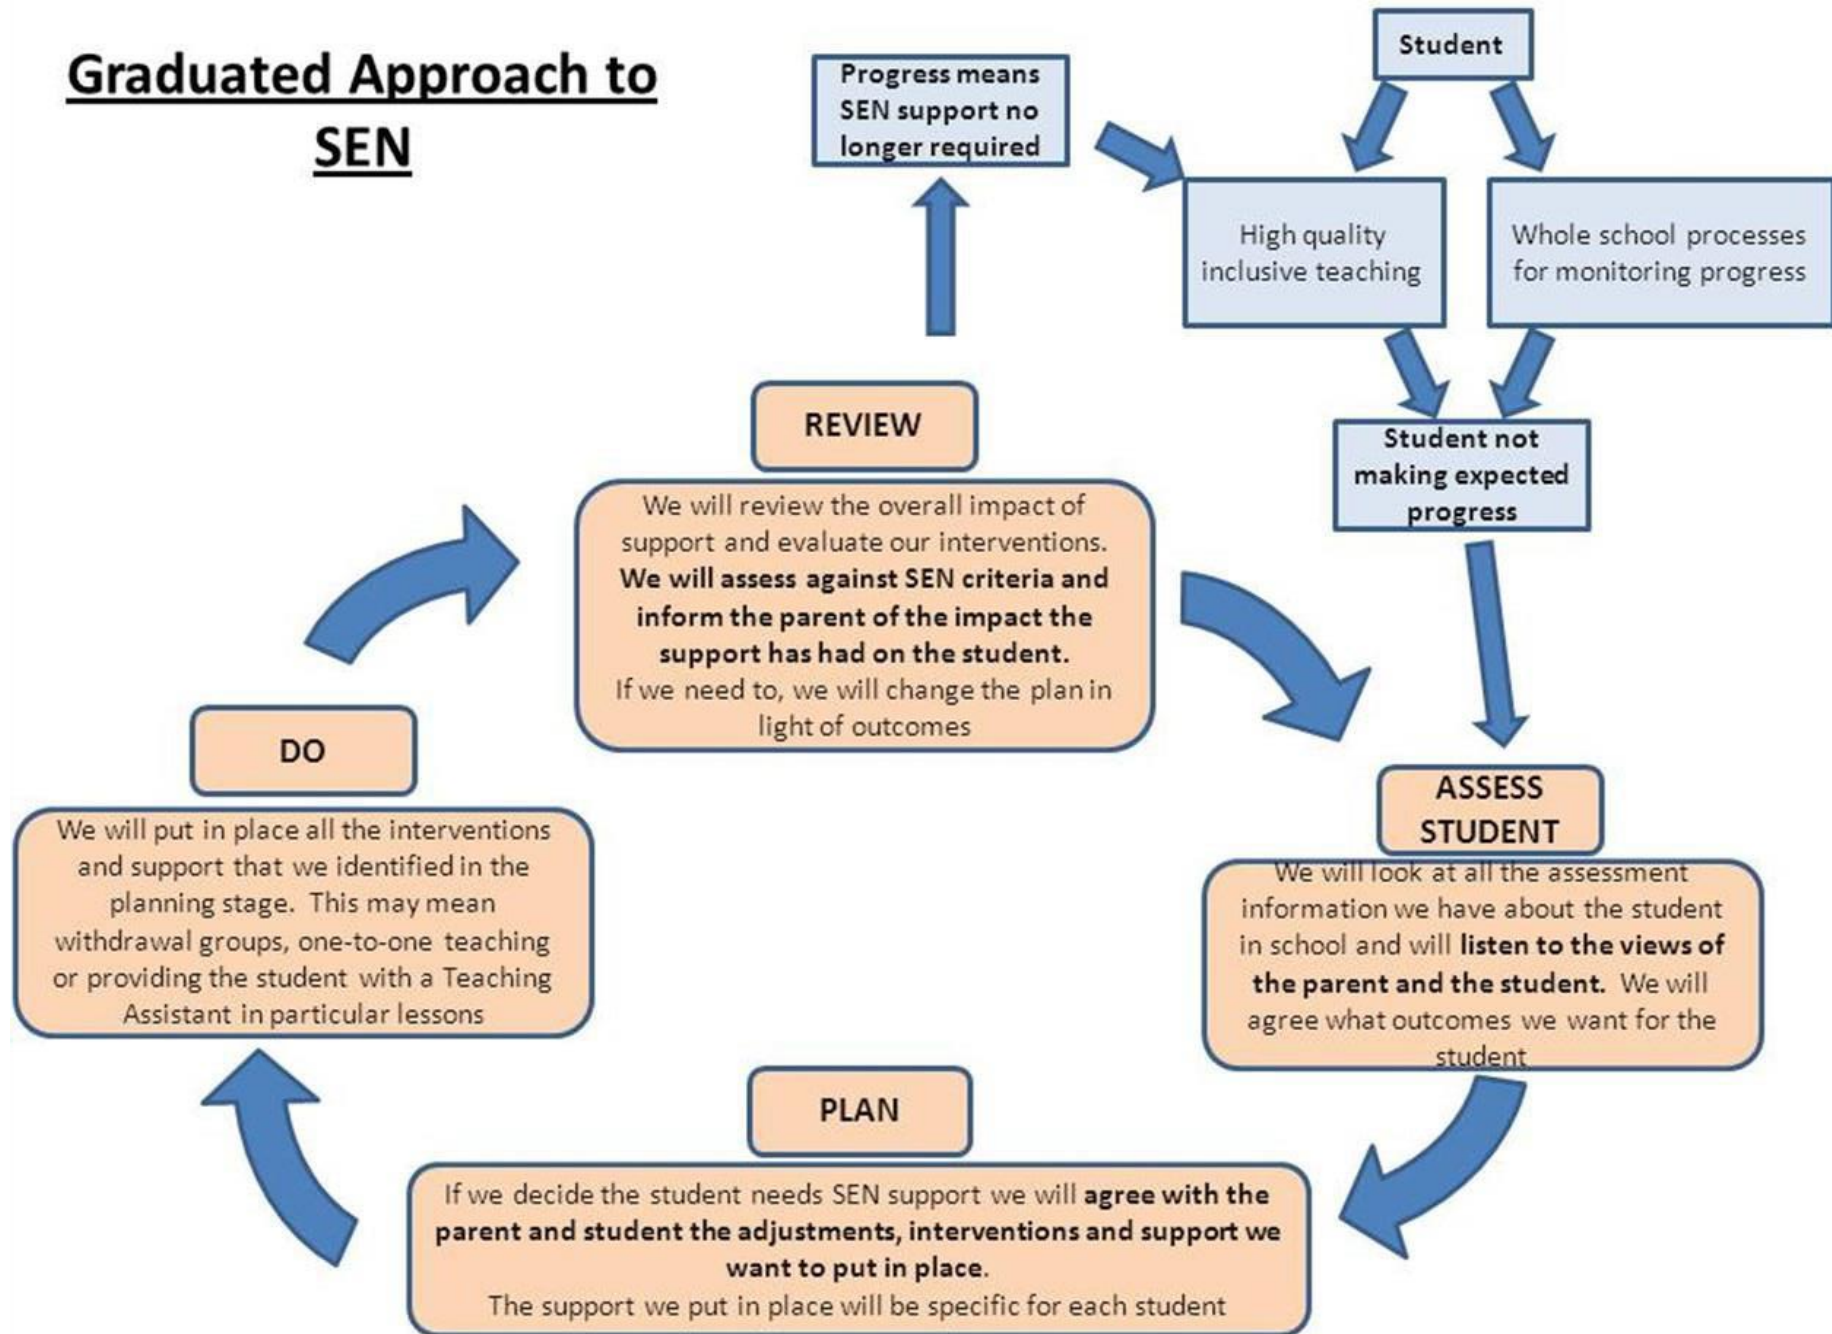 Graduated Approach to
SEN
Student
Progress means
SEN support no
longer required
High quality
inclusive teaching
Whole school processes
for monitoring progress
Student not
making expected
progress
ASSESS
STUDENT
We will look at all the assessment
information we have about the student
in school and will listen to the views of
the parent and the student. We will
agree what outcomes we want for the
student
PLAN
If we decide the student needs SEN support we will agree with the
parent and student the adjustments, interventions and support we
want to put in place.
The support we put in place will be specific for each student
DO
We will put in place all the interventions
and support that we identified in the
planning stage. This may mean
withdrawal groups, one-to-one teaching
or providing the student with a Teaching
Assistant in particular lessons
REVIEW
We will review the overall impact of
support and evaluate our interventions.
We will assess against SEN criteria and
inform the parent of the impact the
support has had on the student.
If we need to, we will change the plan in
light of outcomes